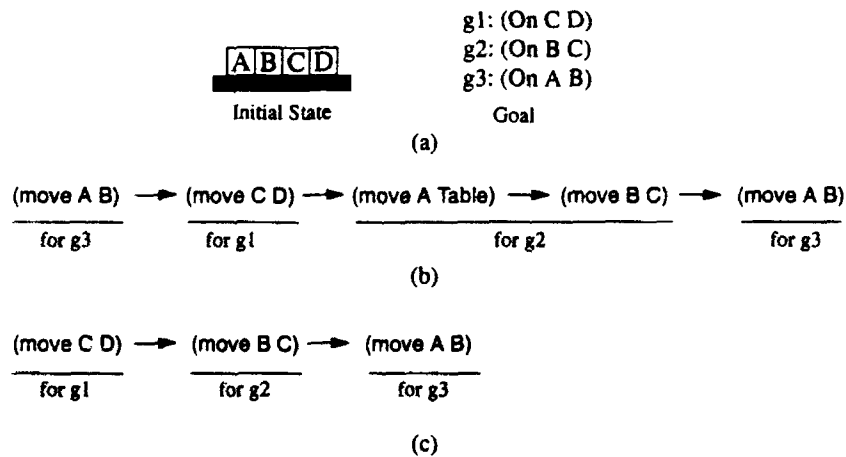 g1: (On C D)
g2: (On B C)
g3: (On A B)
A B C D
Initial State
Goal
(a)
(move A B) (move C D) (move A Table) (move B C) (move A B)
for g3 for g1 for g2 for g3
(b)
(move C D) (move B C) (move A B)
for g1 for g2 for g3
(c)